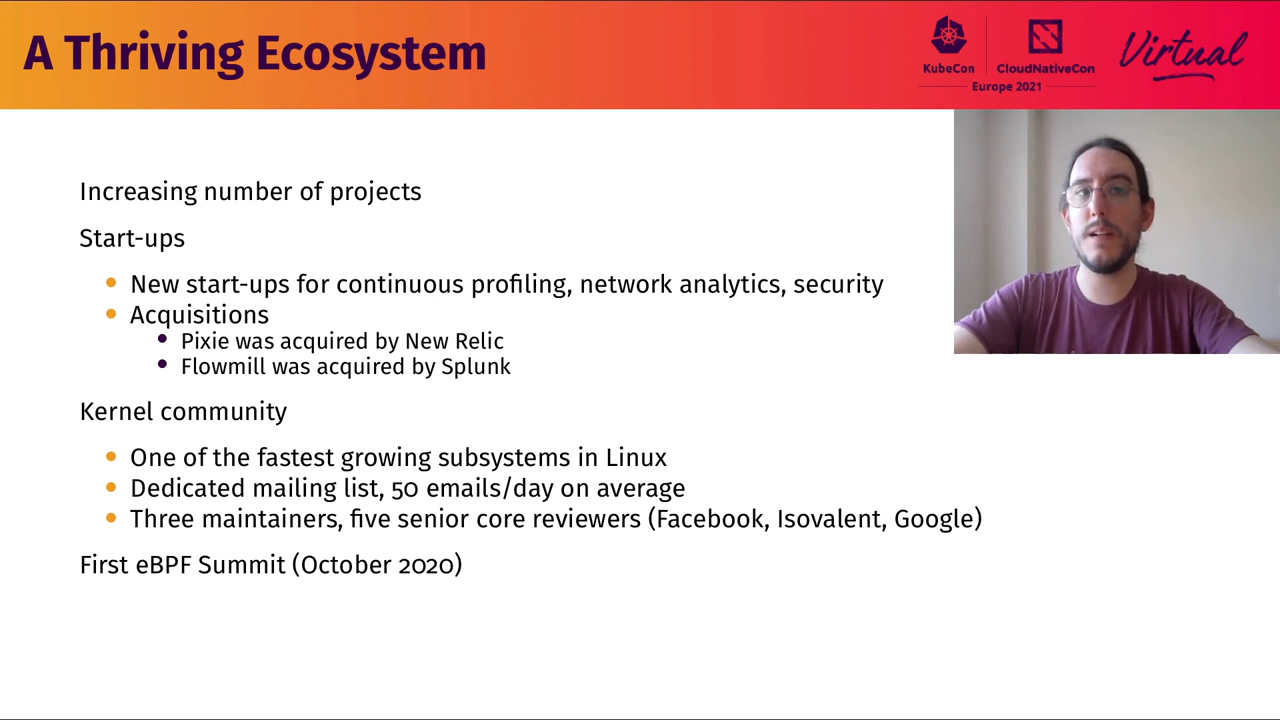 A Thriving Ecosystem
KubeCon
CloudNativeCon
Europe 2021
Virtual
Increasing number of projects
Start-ups
New start-ups for continuous profiling, network analytics, security
Acquisitions
Pixie was acquired by New Relic
Flowmill was acquired by Splunk
Kernel community
One of the fastest growing subsystems in Linux
Dedicated mailing list, 50 emails/day on average
Three maintainers, five senior core reviewers (Facebook, Isovalent, Google)
First eBPF Summit (October 2020)